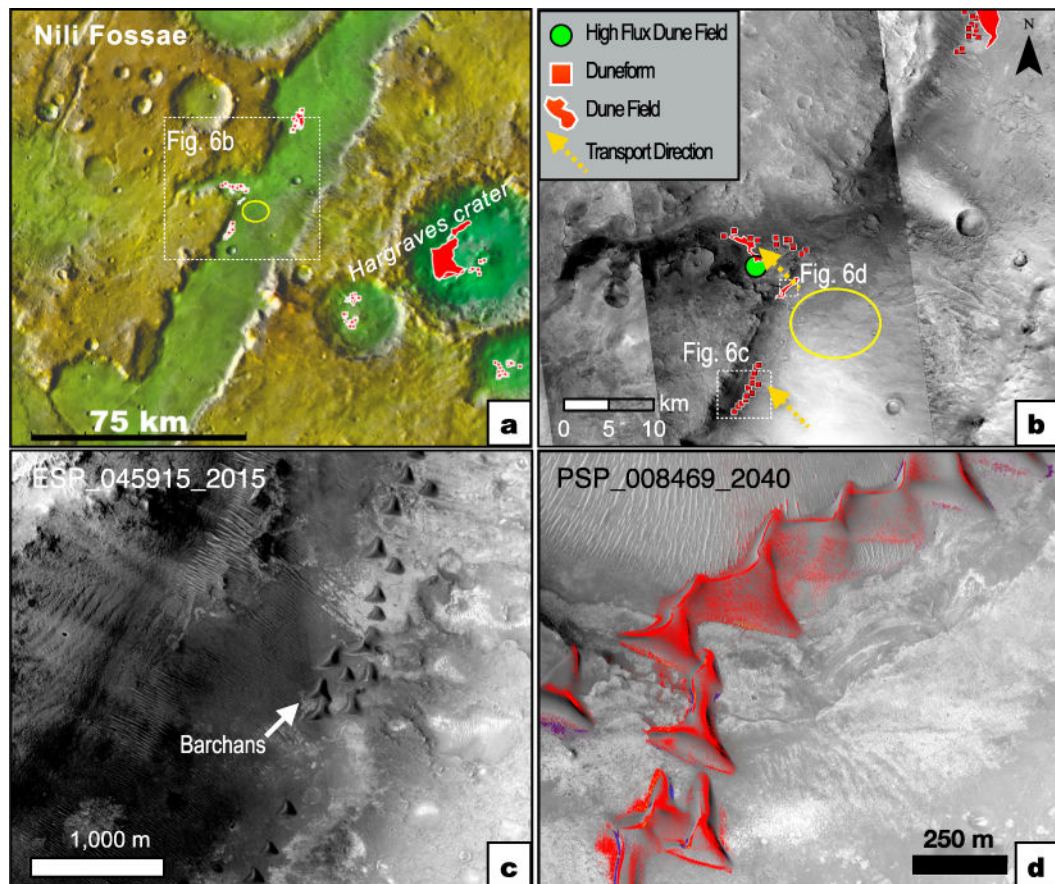 Nili Fossae
Fig. 6b
Hargraves crater
75 km
a
High Flux Dune Field
Duneform
Dune Field
Transport Direction
N
Fig. 6d
Fig. 6c
km
0 5 10
b
ESP_045915_2015
Barchans
1,000 m
c
PSP_008469_2040
250 m
d